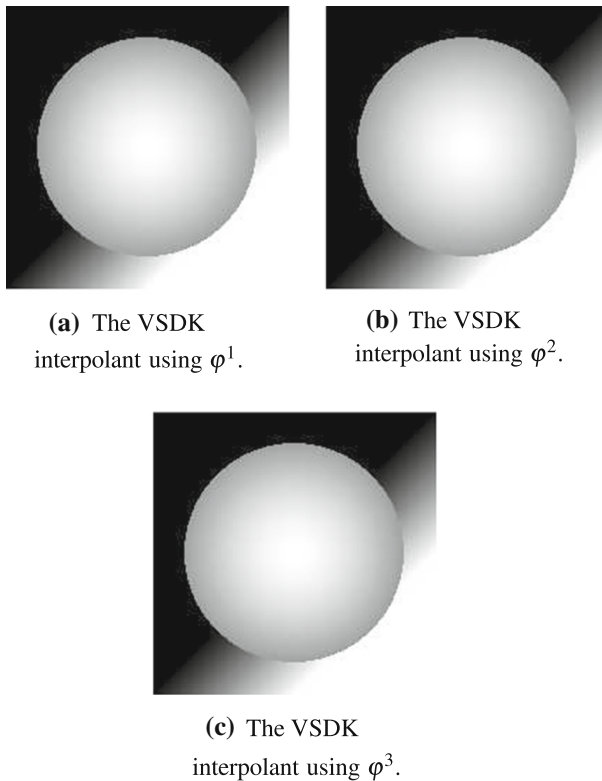 (a) The VSDK
interpolant using φ¹.
(b) The VSDK
interpolant using φ².
(c) The VSDK
interpolant using φ³.